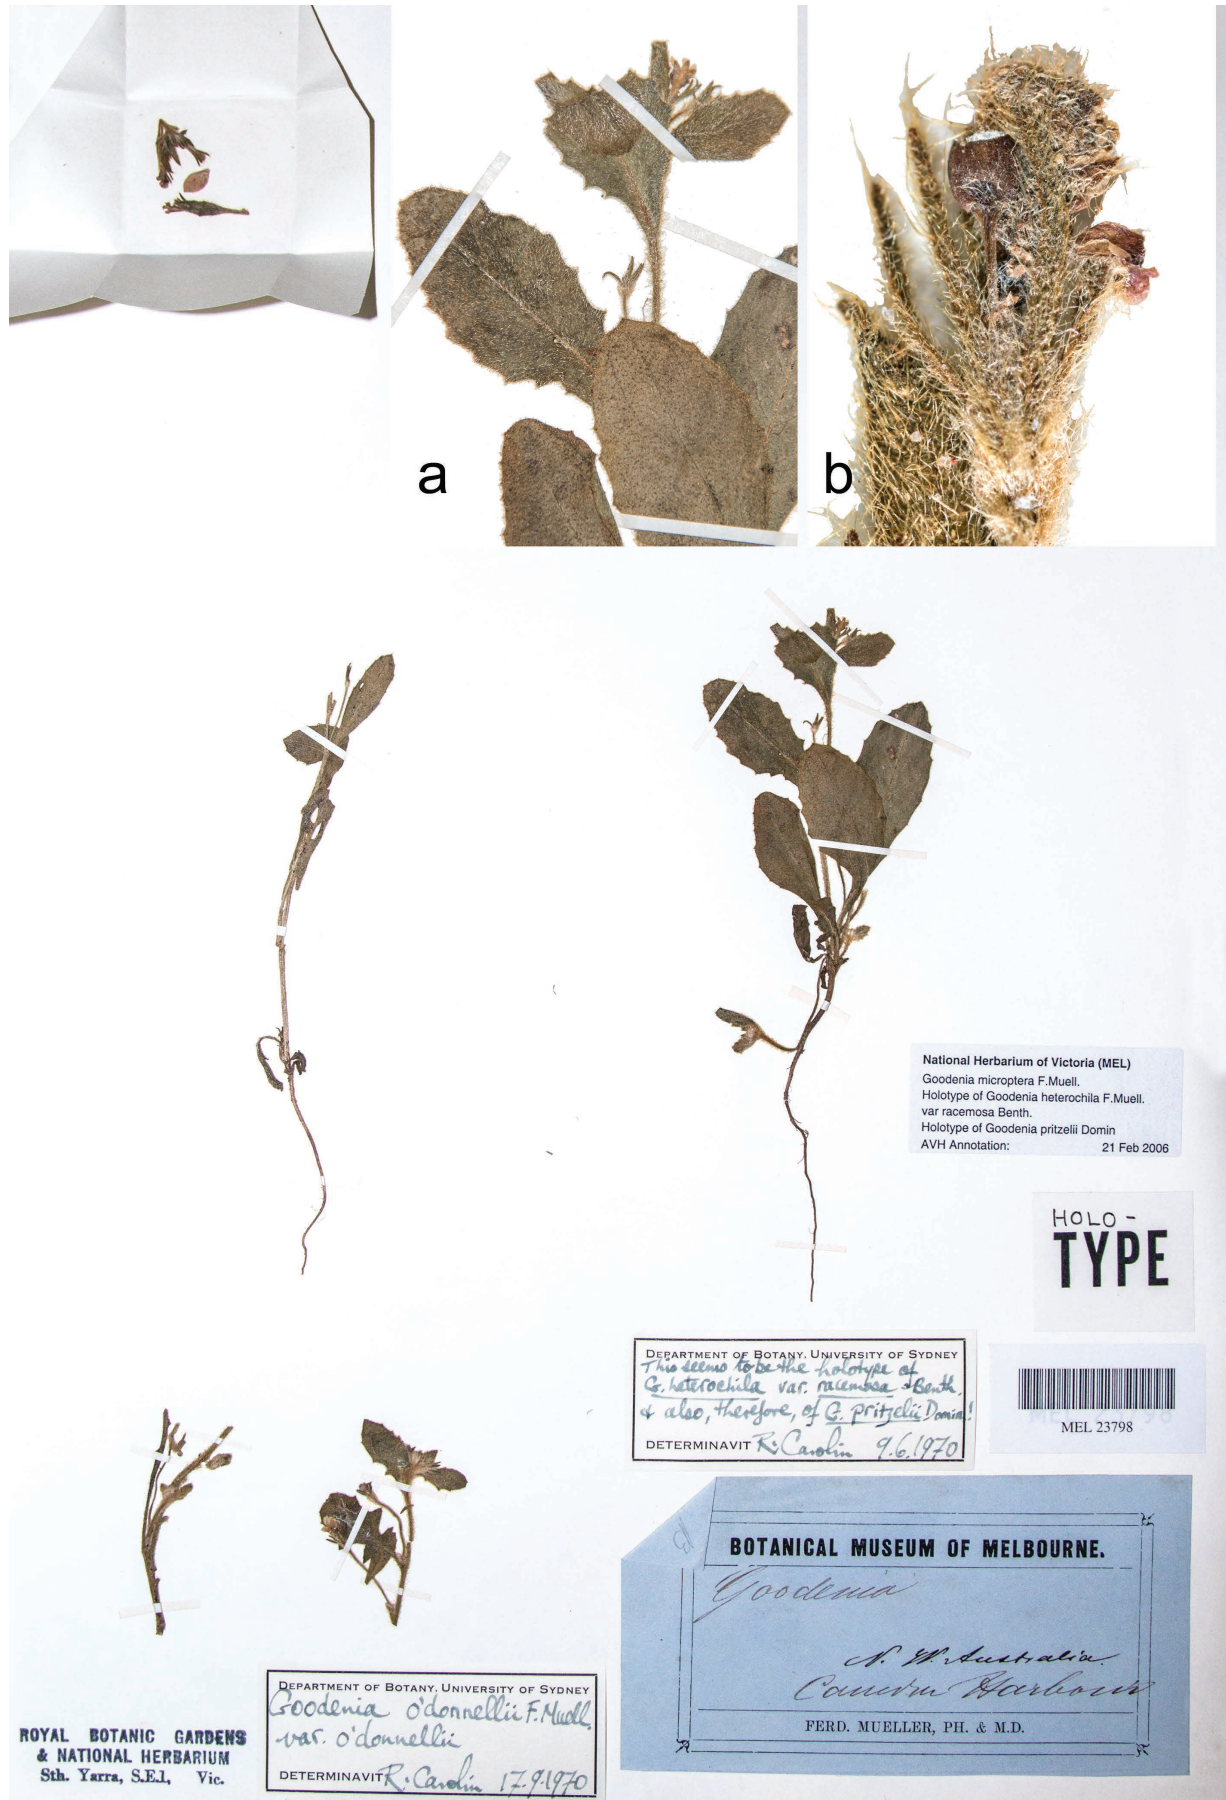 a
b
National Herbarium of Victoria (MEL)
Goodenia microptera F.Muell.
Holotype of Goodenia heterochila F.Muell.
var racemosa Benth.
Holotype of Goodenia pritzelii Domin
AVH Annotation: 21 Feb 2006
HOLO-
TYPE
DEPARTMENT OF BOTANY, UNIVERSITY OF SYDNEY
This seems to be the holotype of
G. heterochila var. racemosa Benth.
& also, therefore, of G. pritzelii Domin!
DETERMINAVIT R. Carolin 9.6.1970
MEL 23798
BOTANICAL MUSEUM OF MELBOURNE.
Goodenia
N. W. Australia.
Camden Harbour
FERD. MUELLER, PH. & M.D.
DEPARTMENT OF BOTANY, UNIVERSITY OF SYDNEY
Goodenia o'donnellii F. Muell.
var. o'donnellii
DETERMINAVIT R. Carolin 17.9.1970
ROYAL BOTANIC GARDENS
& NATIONAL HERBARIUM
Sth. Yarra, S.E.1, Vic.